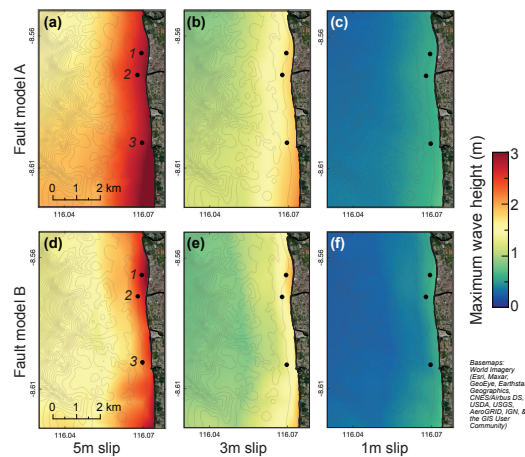 (a)
(b)
(c)
Fault model A
-8.56
-8.61
1
2
3
0 1 2 km
116.04
116.07
-8.56
-8.61
116.04
116.07
-8.56
-8.61
116.04
116.07
(d)
(e)
(f)
Fault model B
-8.56
-8.61
1
2
3
0 1 2 km
116.04
116.07
-8.56
-8.61
116.04
116.07
-8.56
-8.61
116.04
116.07
5m slip
3m slip
1m slip
Maximum wave height (m)
3
2
1
0
Basemaps:
World Imagery
(Esri, Maxar,
GeoEye, Earthsta
Geographics,
CNES/Airbus DS,
USDA, USGS,
AeroGRID, IGN, &
the GIS User
Community)